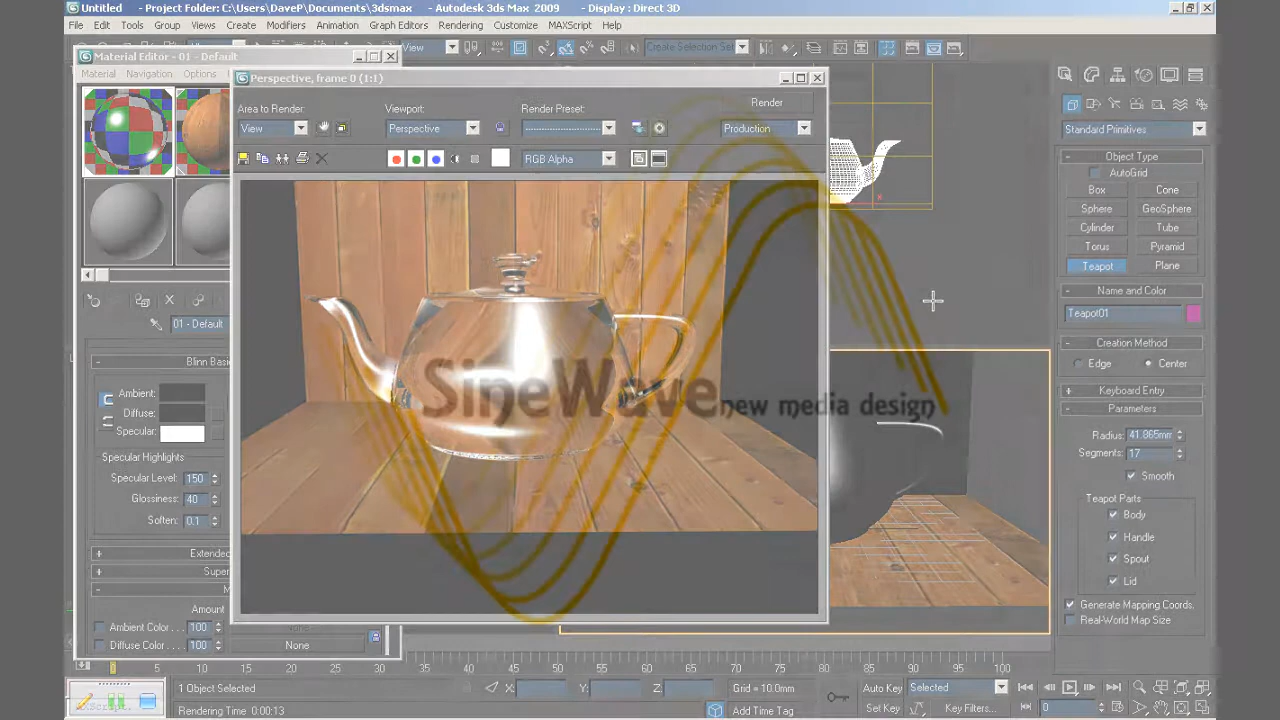 Untitled - Project Folder: C:\Users\DaveP\Documents\3dsmax - Autodesk 3ds Max 2009 - Display : Direct 3D
File Edit Tools Group Views Create Modifiers Animation Graph Editors Rendering Customize MAXScript Help
View
Create Selection Set
Material Editor - 01 - Default
Material Navigation Options
Perspective, frame 0 (1:1)
Area to Render: Viewport: Render Preset: Render
View Perspective Production
RGB Alpha
01 - Default
Blinn Basic
Ambient:
Diffuse:
Specular:
Specular Highlights
Specular Level: 150
Glossiness: 40
Soften: 0.1
Extended
Super
M
Amount
Ambient Color . . . 100
Diffuse Color . . . 100 None
SineWave new media design
x
Standard Primitives
Object Type
AutoGrid
Box Cone
Sphere GeoSphere
Cylinder Tube
Torus Pyramid
Teapot Plane
Name and Color
Teapot01
Creation Method
Edge Center
Keyboard Entry
Parameters
Radius: 41.865mm
Segments: 17
Smooth
Teapot Parts
Body
Handle
Spout
Lid
Generate Mapping Coords.
Real-World Map Size
5 10 15 20 25 35 40 45 50 55 60 65 70 75 80 85 90 95 100
1 Object Selected X: Y: Z: Grid = 10.0mm Auto Key Selected
Rendering Time 0:00:13 Add Time Tag Set Key Key Filters... 0